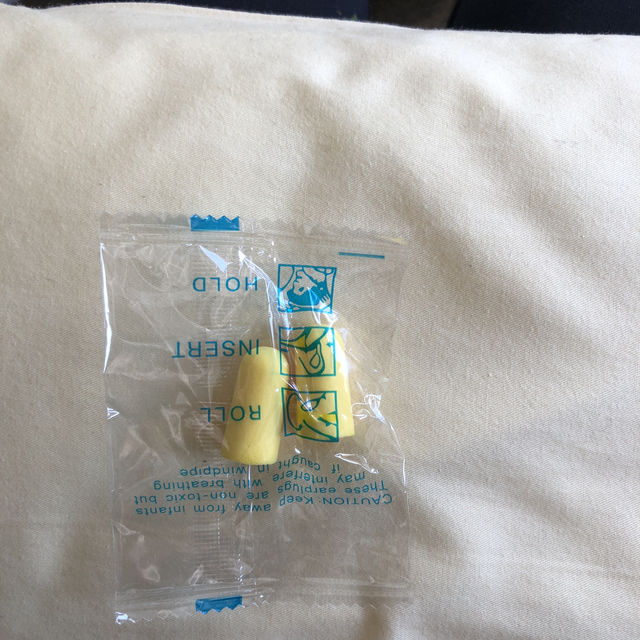 CAUTION: Keep away from infants
These earplugs are non-toxic but
may interfere with breathing
if caught in windpipe
ROLL
INSERT
HOLD